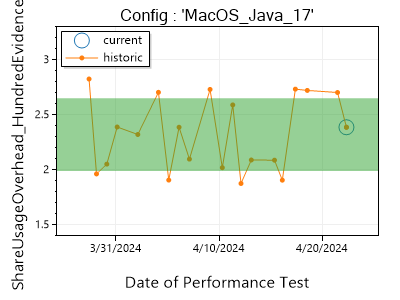 Config : 'MacOS_Java_17'
current
historic
ShareUsageOverhead_HundredEvidence
3
2.5
2
1.5
3/31/2024
4/10/2024
4/20/2024
Date of Performance Test